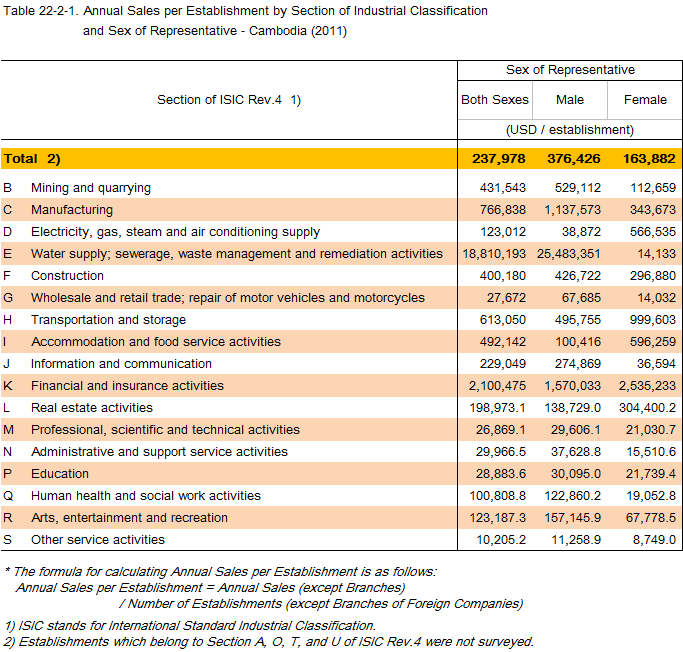 Table 22-2-1. Annual Sales per Establishment by Section of Industrial Classification
and Sex of Representative - Cambodia (2011)
Section of ISIC Rev.4 1)
Sex of Representative
Both Sexes Male Female
(USD / establishment)
Total 2) 237,978 376,426 163,882
B Mining and quarrying 431,543 529,112 112,659
C Manufacturing 766,838 1,137,573 343,673
D Electricity, gas, steam and air conditioning supply 123,012 38,872 566,535
E Water supply; sewerage, waste management and remediation activities 18,810,193 25,483,351 14,133
F Construction 400,180 426,722 296,880
G Wholesale and retail trade; repair of motor vehicles and motorcycles 27,672 67,685 14,032
H Transportation and storage 613,050 495,755 999,603
I Accommodation and food service activities 492,142 100,416 596,259
J Information and communication 229,049 274,869 36,594
K Financial and insurance activities 2,100,475 1,570,033 2,535,233
L Real estate activities 198,973.1 138,729.0 304,400.2
M Professional, scientific and technical activities 26,869.1 29,606.1 21,030.7
N Administrative and support service activities 29,966.5 37,628.8 15,510.6
P Education 28,883.6 30,095.0 21,739.4
Q Human health and social work activities 100,808.8 122,860.2 19,052.8
R Arts, entertainment and recreation 123,187.3 157,145.9 67,778.5
S Other service activities 10,205.2 11,258.9 8,749.0
* The formula for calculating Annual Sales per Establishment is as follows:
Annual Sales per Establishment = Annual Sales (except Branches)
/ Number of Establishments (except Branches of Foreign Companies)
1) ISIC stands for International Standard Industrial Classification.
2) Establishments which belong to Section A, O, T, and U of ISIC Rev.4 were not surveyed.